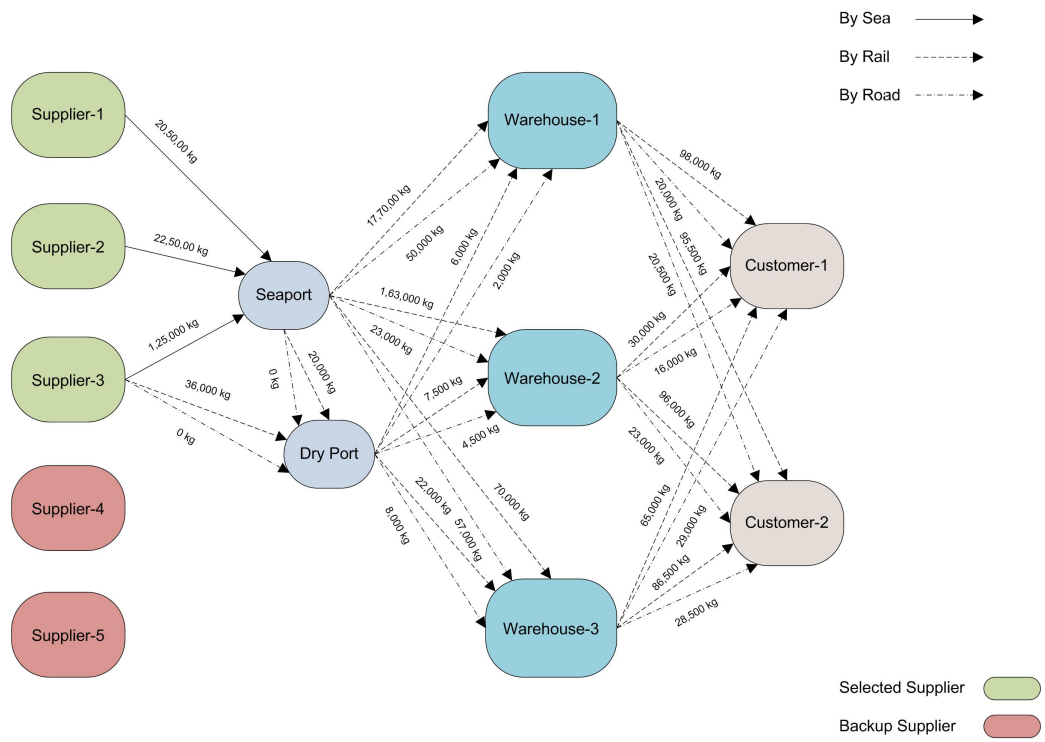 By Sea
By Rail
By Road
Supplier-1
Supplier-2
Supplier-3
Supplier-4
Supplier-5
20,50,00 kg
22,50,00 kg
1,25,000 kg
36,000 kg
0 kg
Seaport
0 kg
20,000 kg
Dry Port
17,70,00 kg
50,000 kg
6,000 kg
2,000 kg
1,63,000 kg
23,000 kg
7,500 kg
4,500 kg
22,000 kg
8,000 kg
70,000 kg
57,000 kg
Warehouse-1
Warehouse-2
Warehouse-3
98,000 kg
20,000 kg
95,500 kg
20,500 kg
30,000 kg
16,000 kg
96,000 kg
23,000 kg
65,000 kg
29,000 kg
86,500 kg
28,500 kg
Customer-1
Customer-2
Selected Supplier
Backup Supplier